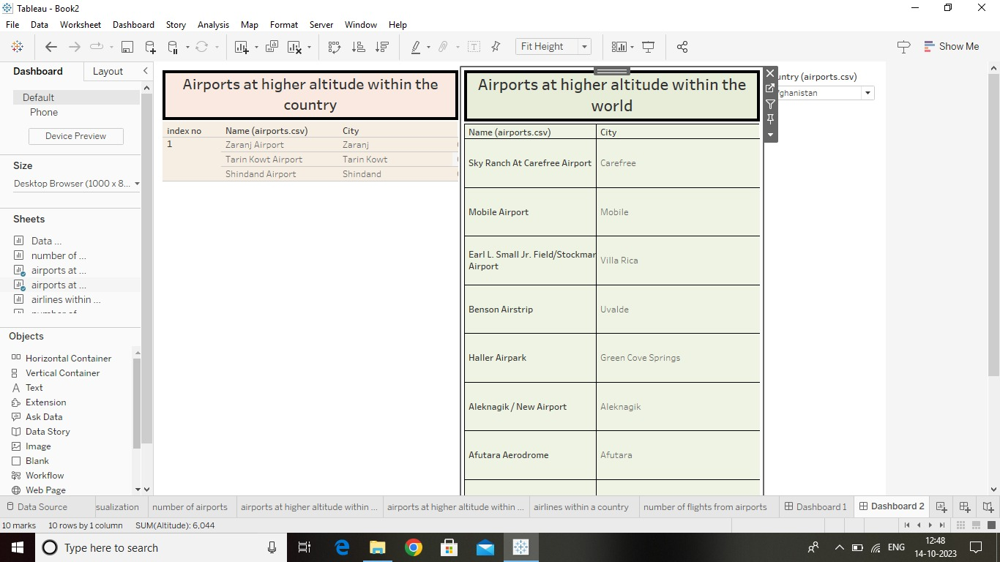 Tableau - Book2
File Data Worksheet Dashboard Story Analysis Map Format Server Window Help
Fit Height
Show Me
Dashboard Layout
Default
Phone
Device Preview
Size
Desktop Browser (1000 x 8...
Sheets
Data ...
number of ...
airports at ...
airports at ...
airlines within ...
Objects
Horizontal Container
Vertical Container
Text
Extension
Ask Data
Data Story
Image
Blank
Workflow
Web Page
Airports at higher altitude within the
country
index no Name (airports.csv) City
1 Zaranj Airport Zaranj
Tarin Kowt Airport Tarin Kowt
Shindand Airport Shindand
Airports at higher altitude within the
world
Name (airports.csv) City
Sky Ranch At Carefree Airport Carefree
Mobile Airport Mobile
Earl L. Small Jr. Field/Stockmar
Airport Villa Rica
Benson Airstrip Uvalde
Haller Airpark Green Cove Springs
Aleknagik / New Airport Aleknagik
Afutara Aerodrome Afutara
untry (airports.csv)
ghanistan
Data Source sualization number of airports airports at higher altitude within ... airports at higher altitude within ... airlines within a country number of flights from airports Dashboard 1 Dashboard 2
10 marks 10 rows by 1 column SUM(Altitude): 6,044
Type here to search
ENG
12:48
14-10-2023